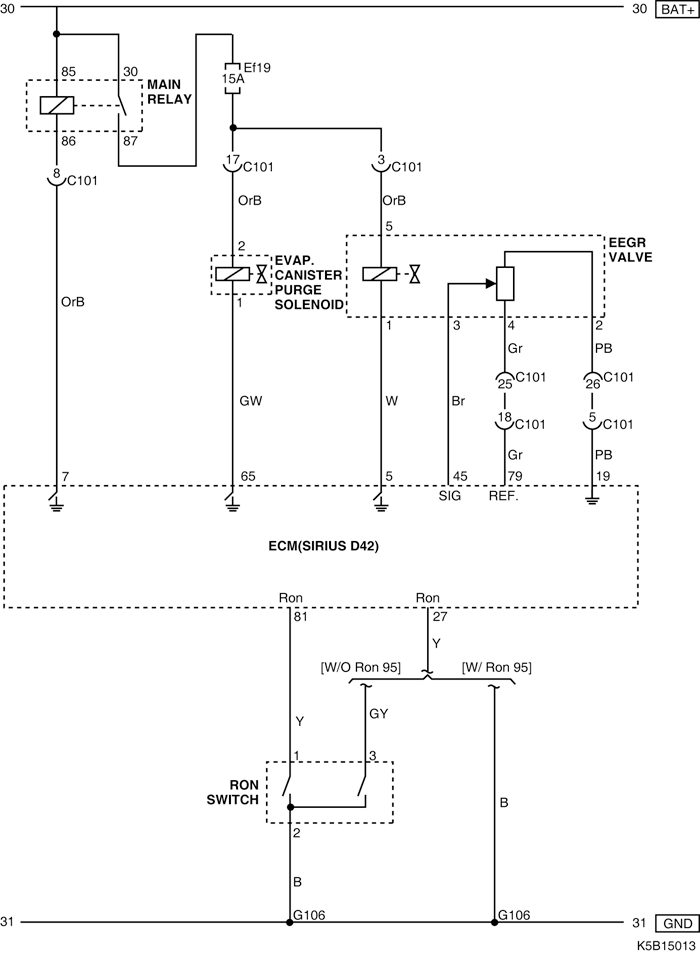 30 30 BAT+
85 30 MAIN RELAY
86 87
Ef19
15A
8 C101
17 C101
3 C101
OrB OrB
5
EEGR VALVE
2
EVAP. CANISTER PURGE SOLENOID
1
OrB
1 3 4 2
Gr PB
25 C101 26 C101
GW W Br
18 C101 5 C101
Gr PB
7 65 5 45 79 19
SIG REF.
ECM(SIRIUS D42)
Ron Ron
81 27
Y
[W/O Ron 95] [W/ Ron 95]
Y GY
1 3
RON SWITCH
B
2
B
G106 G106
31 31 GND
K5B15013